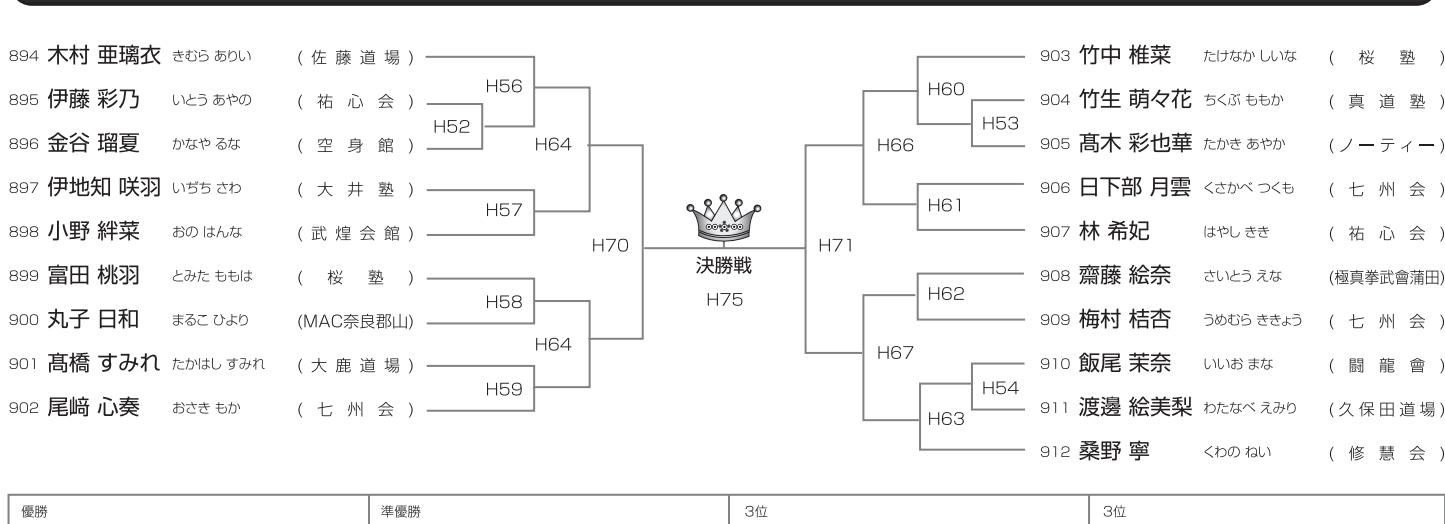 894 木村 亜璃衣 きむら ありい (佐藤道場)
895 伊藤 彩乃 いとう あやの (祐心会)
896 金谷 瑠夏 かなや るな (空身館)
897 伊地知 咲羽 いぢち さわ (大井塾)
898 小野 絆菜 おの はんな (武煌会館)
899 富田 桃羽 とみた ももは (桜塾)
900 丸子 日和 まるこ ひより (MAC奈良郡山)
901 髙橋 すみれ たかはし すみれ (大鹿道場)
902 尾﨑 心奏 おさき もか (七州会)
H56
H52
H64
H57
H70
H58
H64
H59
決勝戦
H75
H60
H53
H66
H61
H71
H62
H67
H54
H63
903 竹中 椎菜 たけなか しいな (桜塾)
904 竹生 萌々花 ちくぶ ももか (真道塾)
905 髙木 彩也華 たかき あやか (ノーティー)
906 日下部 月雲 くさかべ つくも (七州会)
907 林 希妃 はやし きき (祐心会)
908 齋藤 絵奈 さいとう えな (極真拳武會蒲田)
909 梅村 桔杏 うめむら ききょう (七州会)
910 飯尾 茉奈 いいお まな (闘龍會)
911 渡邊 絵美梨 わたなべ えみり (久保田道場)
912 桑野 寧 くわの ねい (修慧会)
優勝
準優勝
3位
3位